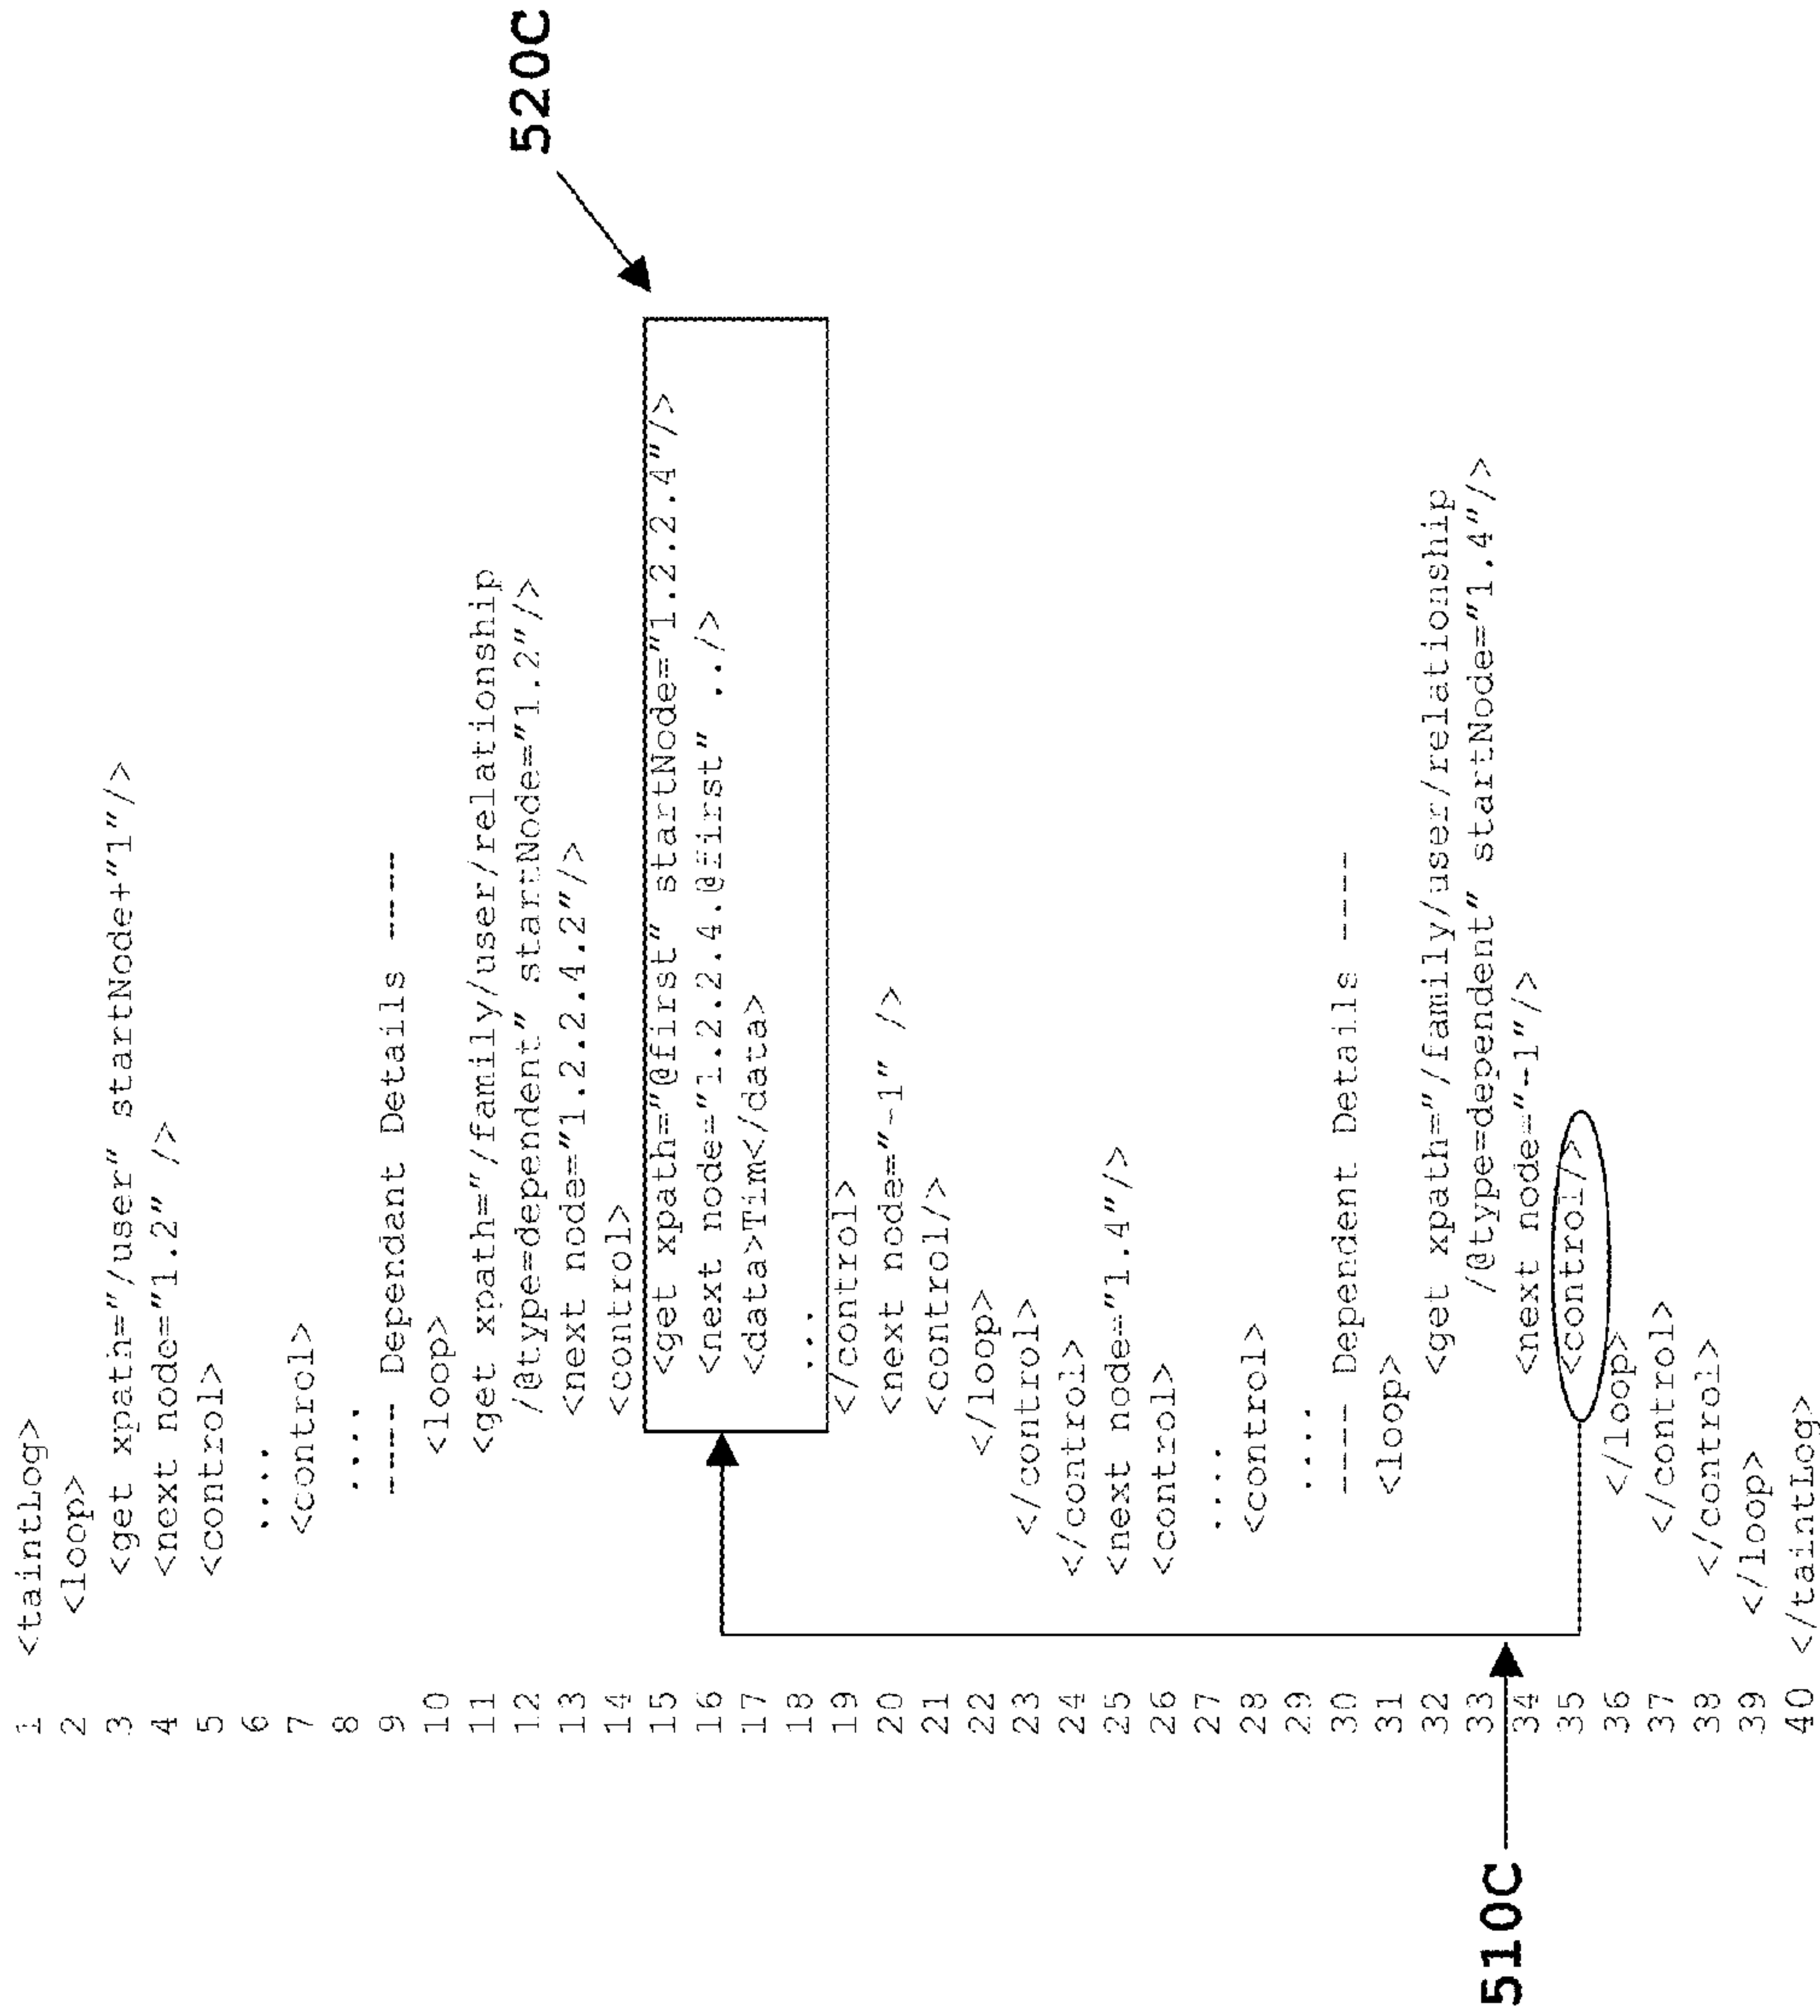 1 <taintLog>
2 <loop>
3 <get xpath="/user" startNode+"1"/>
4 <next node="1.2" />
5 <control>
6 ....
7 <control>
8 ....
9 ---- Dependant Details ----
10 <loop>
11 <get xpath="/family/user/relationship
12 /@type=dependent" startNode="1.2"/>
13 <next node="1.2.2.4.2"/>
14 <control>
15 <get xpath="@first" startNode="1.2.2.4"/>
16 <next node="1.2.2.4.@first" ../>
17 <data>Tim</data>
18 ...
19 </control>
20 <next node="-1" />
21 <control/>
22 </loop>
23 </control>
24 </control>
25 <next node="1.4"/>
26 <control>
27 ....
28 <control>
29 ....
30 ---- Dependent Details ----
31 <loop>
32 <get xpath="/family/user/relationship
33 /@type=dependent" startNode="1.4"/>
34 <next node="-1"/>
35 <control/>
36 </loop>
37 </control>
38 </control>
39 </loop>
40 </taintLog>
510C
520C